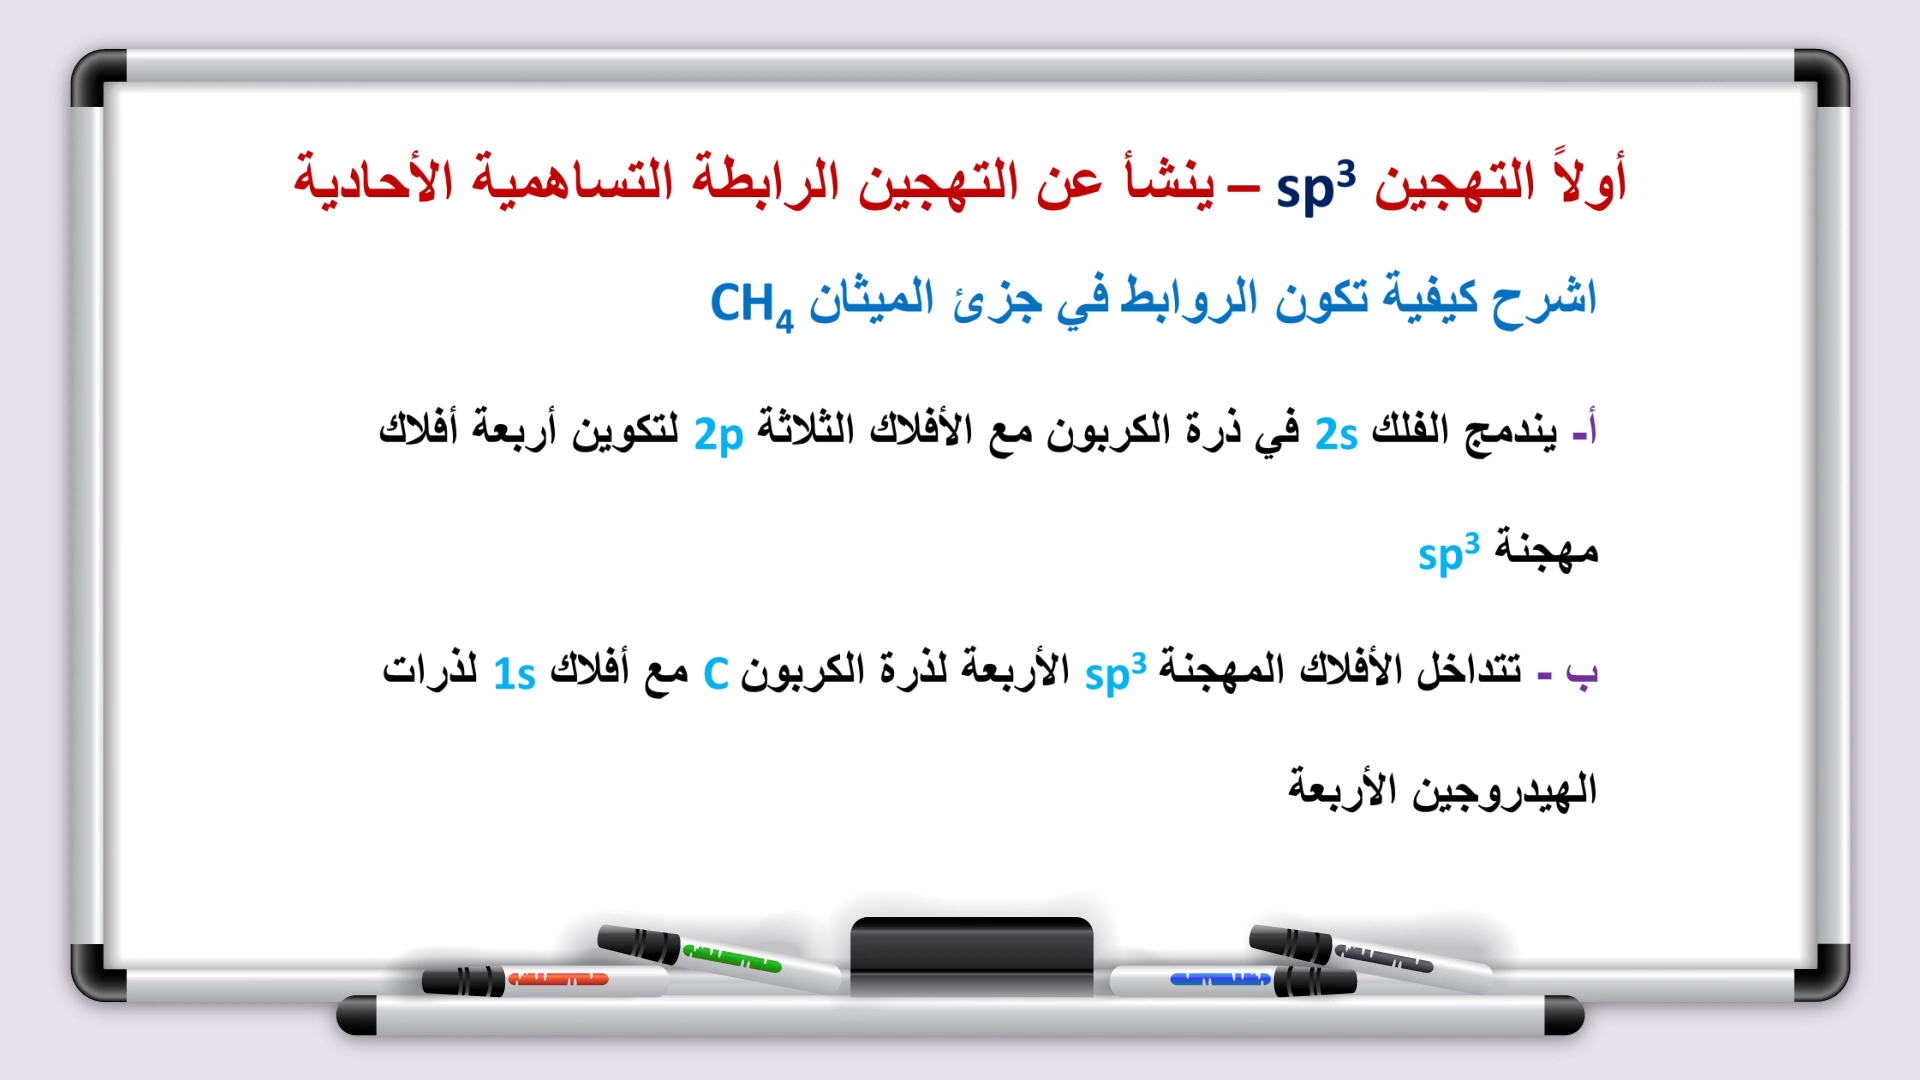 أولاً التهجين sp³ – ينشأ عن التهجين الرابطة التساهمية الأحادية
اشرح كيفية تكون الروابط في جزئ الميثان CH₄
أ- يندمج الفلك 2s في ذرة الكربون مع الأفلاك الثلاثة 2p لتكوين أربعة أفلاك
مهجنة sp³
ب - تتداخل الأفلاك المهجنة sp³ الأربعة لذرة الكربون C مع أفلاك 1s لذرات
الهيدروجين الأربعة